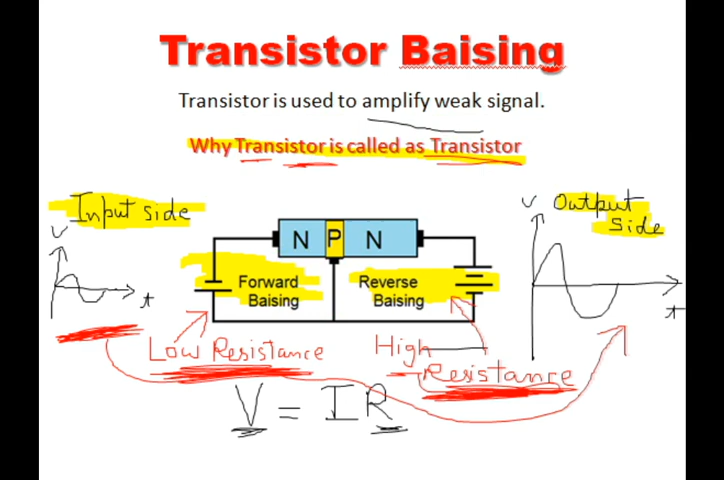 Transistor Baising
Transistor is used to amplify weak signal.
Why Transistor is called as Transistor
Input side
Output
Side
V
V
N P N
Forward
Baising
Reverse
Baising
t
t
Low Resistance
High
Resistance
V = IR